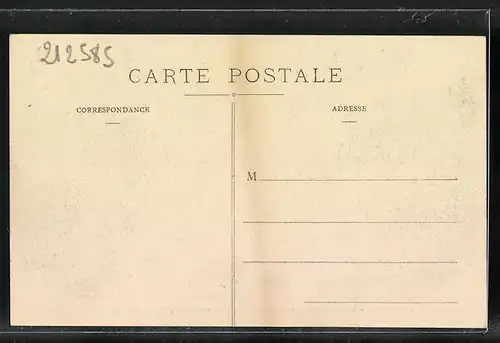 212585
CARTE POSTALE
CORRESPONDANCE
ADRESSE
M